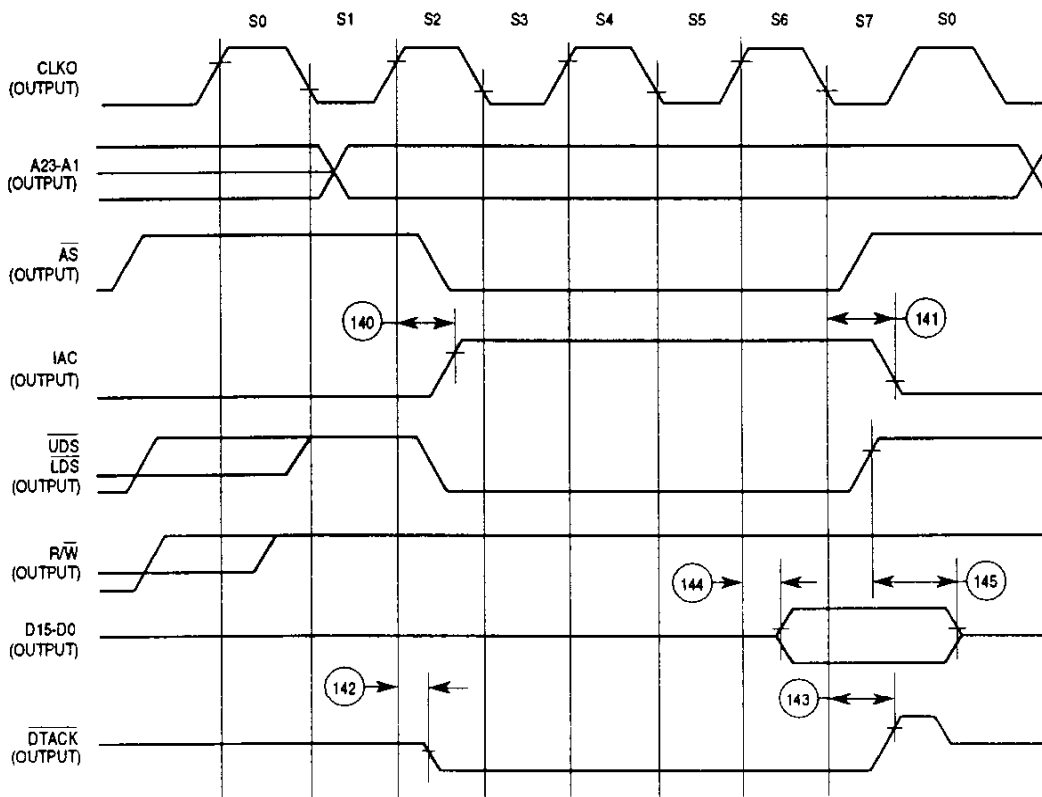 S0 S1 S2 S3 S4 S5 S6 S7 S0
CLKO
(OUTPUT)
A23-A1
(OUTPUT)
AS
(OUTPUT)
140
141
IAC
(OUTPUT)
UDS
LDS
(OUTPUT)
R/W
(OUTPUT)
144
145
D15-D0
(OUTPUT)
142
143
DTACK
(OUTPUT)